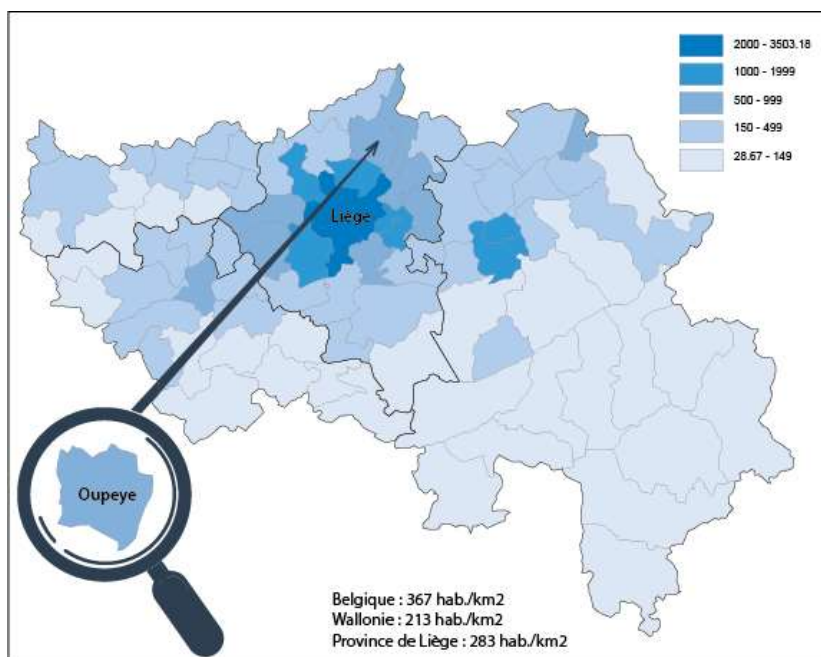 2000 - 3503.18
1000 - 1999
500 - 999
150 - 499
28.67 - 149
Liège
Oupeye
Belgique : 367 hab./km2
Wallonie : 213 hab./km2
Province de Liège : 283 hab./km2